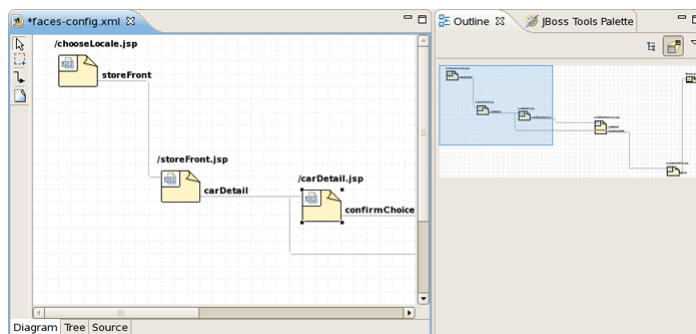 *faces-config.xml
Outline
JBoss Tools Palette
/chooseLocale.jsp
storeFront
/storeFront.jsp
carDetail
/carDetail.jsp
confirmChoice
Diagram Tree Source